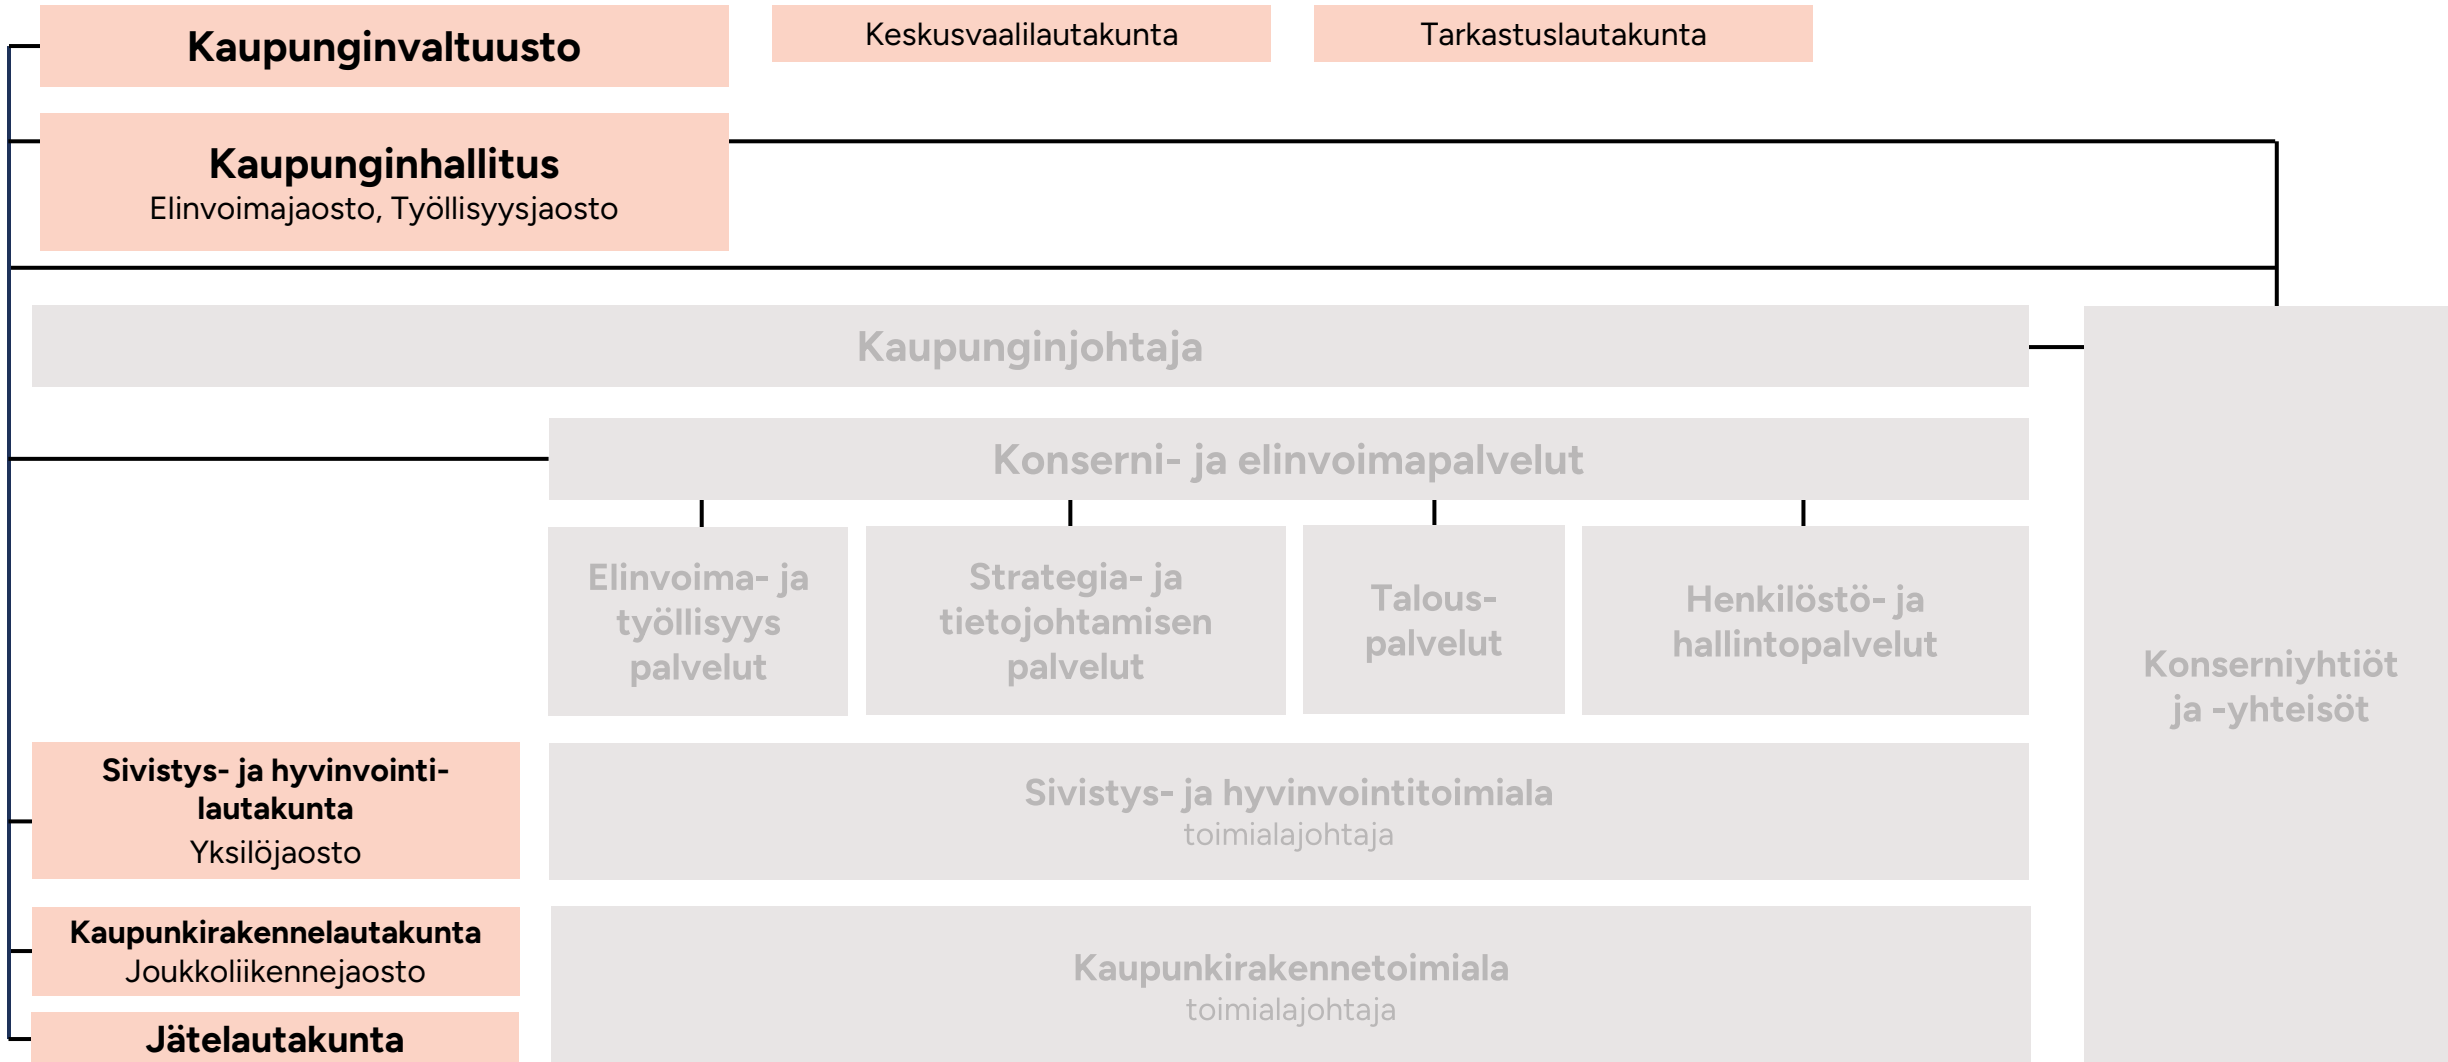 Kaupunginvaltuusto
Keskusvaalilautakunta
Tarkastuslautakunta
Kaupunginhallitus
Elinvoimajaosto, Työllisyysjaosto
Kaupunginjohtaja
Konserni- ja elinvoimapalvelut
Elinvoima- ja
työllisyys
palvelut
Strategia- ja
tietojohtamisen
palvelut
Talous-
palvelut
Henkilöstö- ja
hallintopalvelut
Konserniyhtiöt
ja -yhteisöt
Sivistys- ja hyvinvointi-
lautakunta
Yksilöjaosto
Sivistys- ja hyvinvointitoimiala
toimialajohtaja
Kaupunkirakennelautakunta
Joukkoliikennejaosto
Kaupunkirakennetoimiala
toimialajohtaja
Jätelautakunta